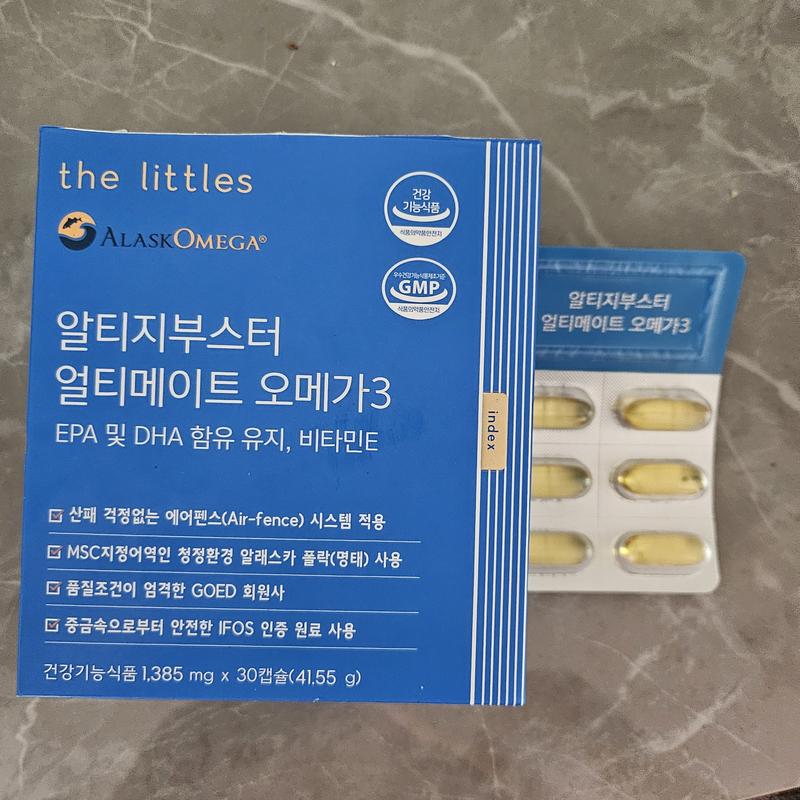 the littles
ALASKOMEGA®
건강
기능식품
식품의약품안전처
우수건강기능식품제조기준
GMP
식품의약품안전처
알티지부스터
얼티메이트 오메가3
EPA 및 DHA 함유 유지, 비타민E
산패 걱정없는 에어펜스(Air-fence) 시스템 적용
MSC지정어역인 청정환경 알래스카 폴락(명태) 사용
품질조건이 엄격한 GOED 회원사
중금속으로부터 안전한 IFOS 인증 원료 사용
건강기능식품 1,385 mg x 30캡슐(41.55 g)
index
알티지부스터
얼티메이트 오메가3